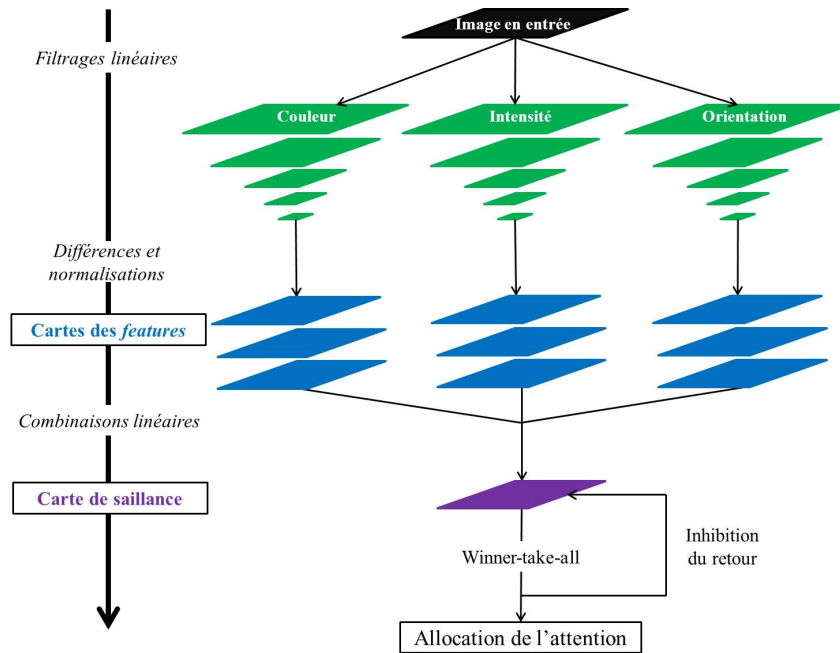 Image en entrée
Filtrages linéaires
Couleur
Intensité
Orientation
Différences et
normalisations
Cartes des features
Combinaisons linéaires
Carte de saillance
Winner-take-all
Inhibition
du retour
Allocation de l’attention